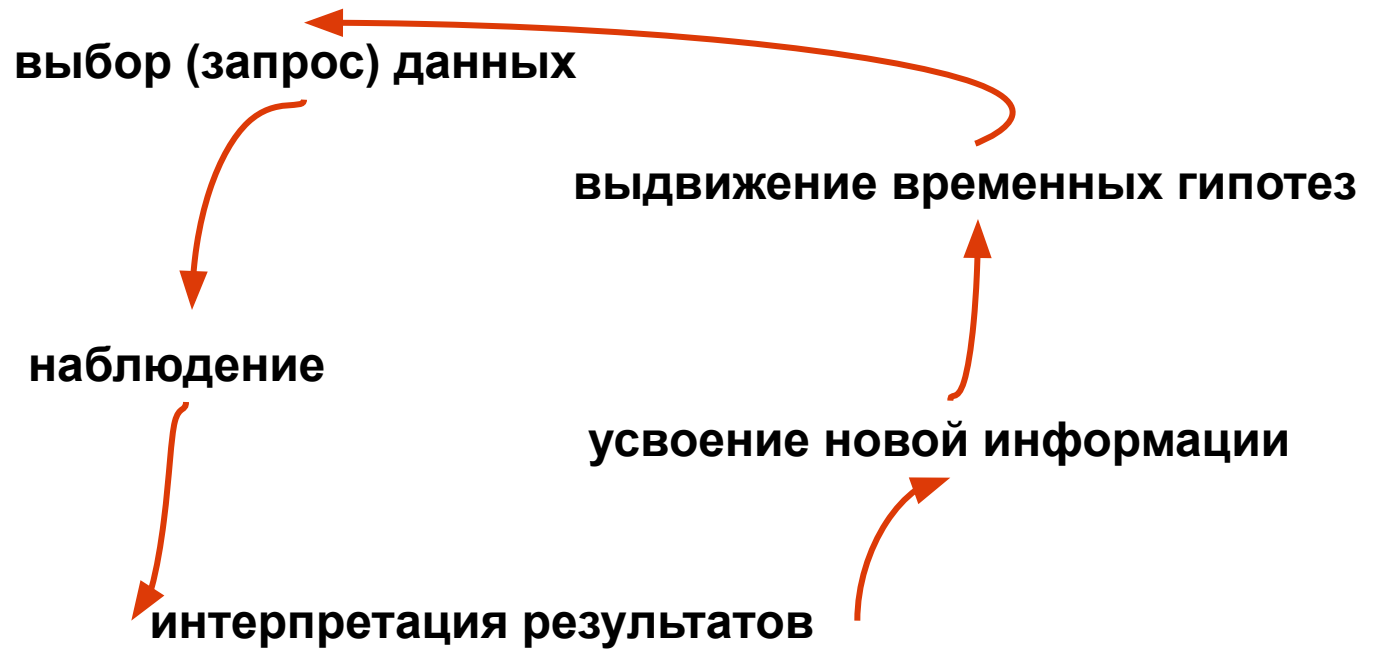 выбор (запрос) данных
выдвижение временных гипотез
наблюдение
усвоение новой информации
интерпретация результатов